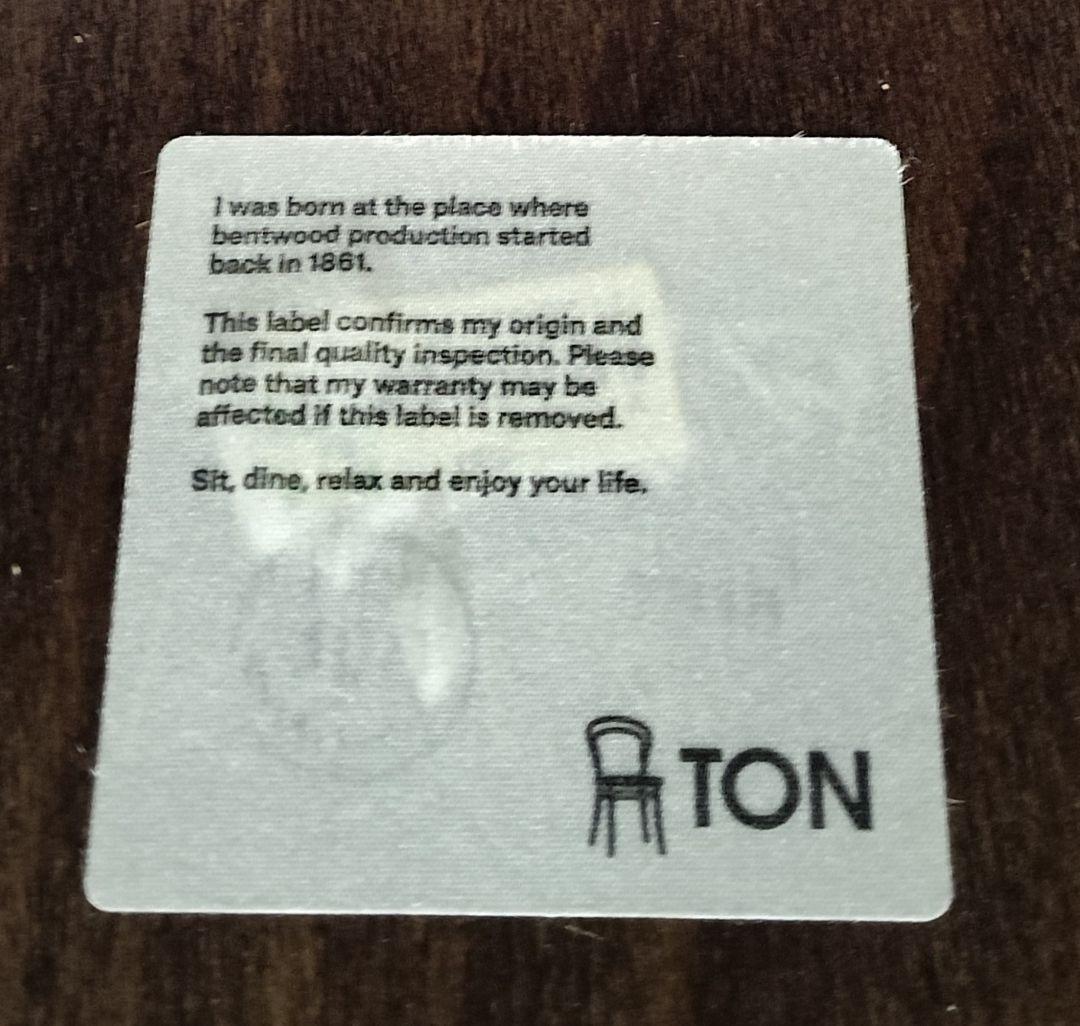 I was born at the place where
bentwood production started
back in 1861.
This label confirms my origin and
the final quality inspection. Please
note that my warranty may be
affected if this label is removed.
Sit, dine, relax and enjoy your life.
TON